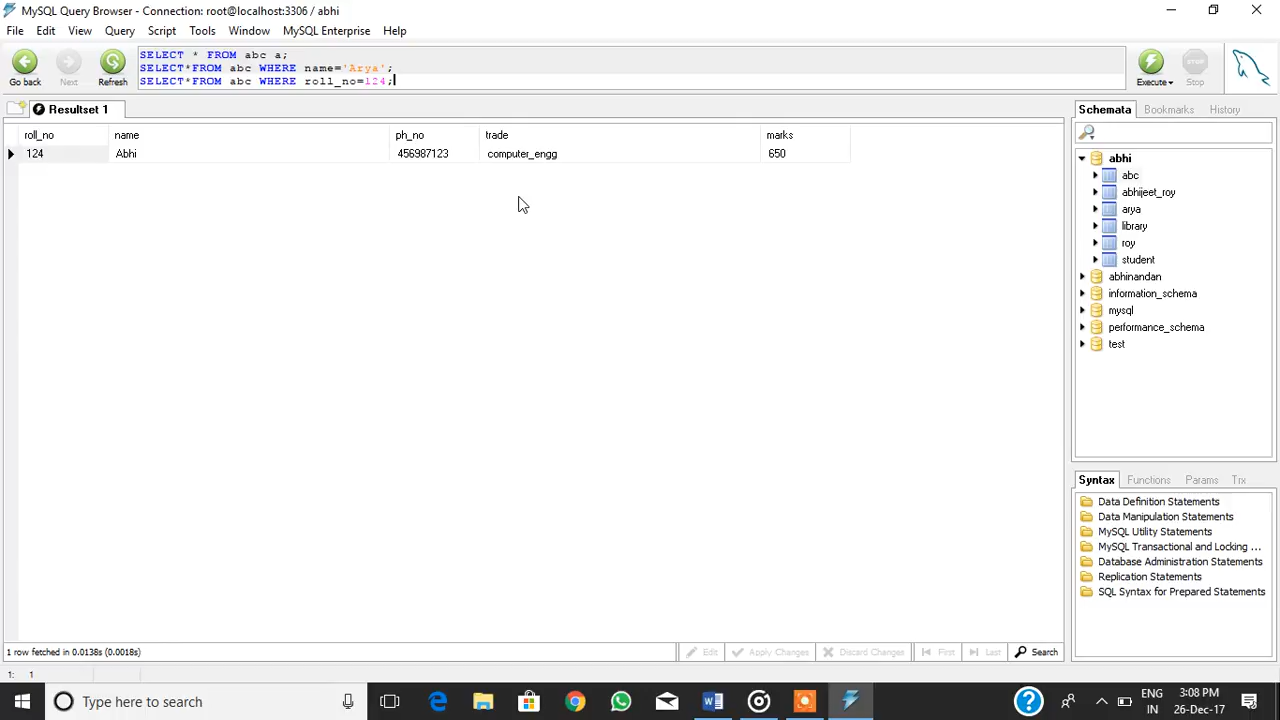 MySQL Query Browser - Connection: root@localhost:3306 / abhi
File Edit View Query Script Tools Window MySQL Enterprise Help
SELECT * FROM abc a;
SELECT*FROM abc WHERE name='Arya';
SELECT*FROM abc WHERE roll_no=124;
Go back Next Refresh Execute Stop
Resultset 1
roll_no name ph_no trade marks
124 Abhi 456987123 computer_engg 650
Schemata Bookmarks History
abhi
abc
abhijeet_roy
arya
library
roy
student
abhinandan
information_schema
mysql
performance_schema
test
Syntax Functions Params Trx
Data Definition Statements
Data Manipulation Statements
MySQL Utility Statements
MySQL Transactional and Locking ...
Database Administration Statements
Replication Statements
SQL Syntax for Prepared Statements
1 row fetched in 0.0138s (0.0018s) Edit Apply Changes Discard Changes First Last Search
1: 1
Type here to search
ENG
IN
3:08 PM
26-Dec-17